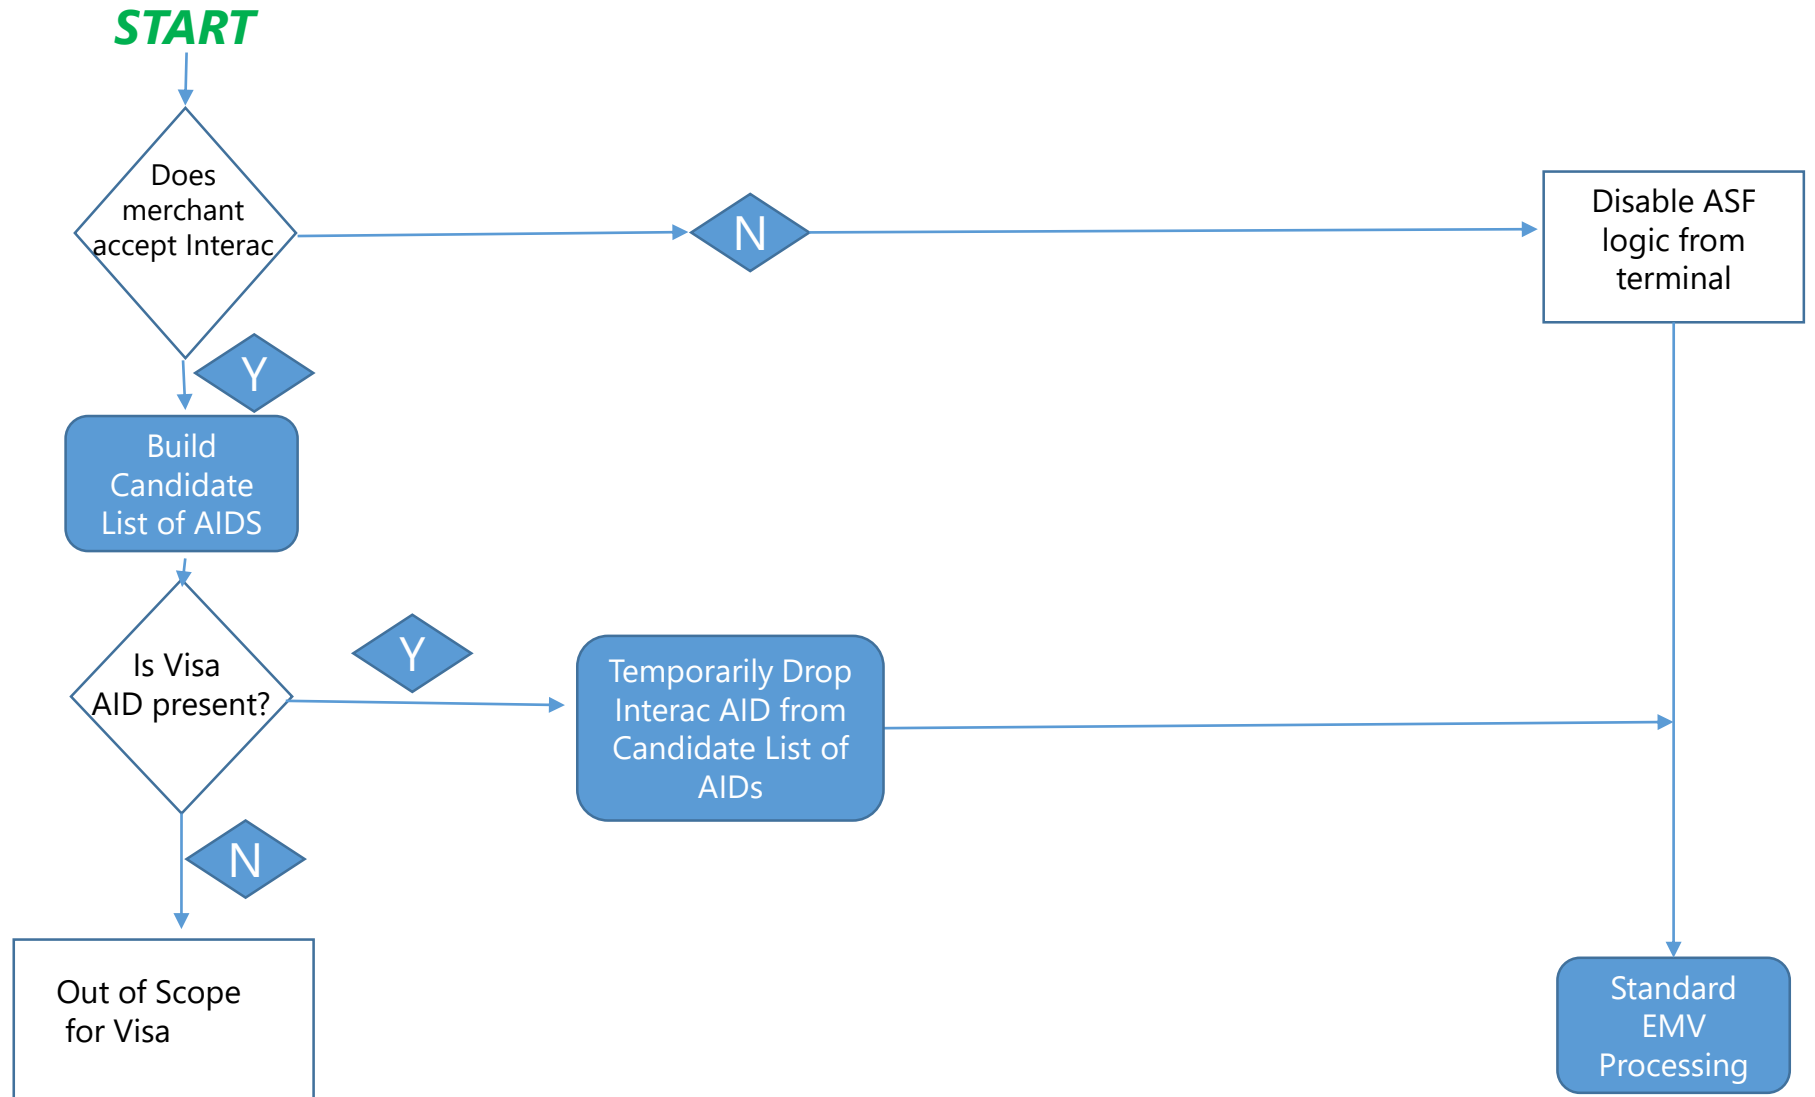 START
Does
merchant
accept Interac
N
Disable ASF
logic from
terminal
Y
Build
Candidate
List of AIDS
Is Visa
AID present?
Y
Temporarily Drop
Interac AID from
Candidate List of
AIDs
N
Out of Scope
for Visa
Standard
EMV
Processing